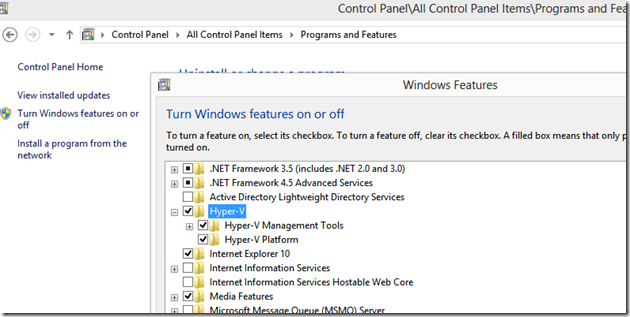 Control Panel\All Control Panel Items\Programs and Fea
Control Panel ▸ All Control Panel Items ▸ Programs and Features
Control Panel Home
View installed updates
Turn Windows features on or
off
Install a program from the
network
Uninstall or change a program
Windows Features
Turn Windows features on or off
To turn a feature on, select its checkbox. To turn a feature off, clear its checkbox. A filled box means that only p
turned on.
.NET Framework 3.5 (includes .NET 2.0 and 3.0)
.NET Framework 4.5 Advanced Services
Active Directory Lightweight Directory Services
Hyper-V
Hyper-V Management Tools
Hyper-V Platform
Internet Explorer 10
Internet Information Services
Internet Information Services Hostable Web Core
Media Features
Microsoft Message Queue (MSMQ) Server